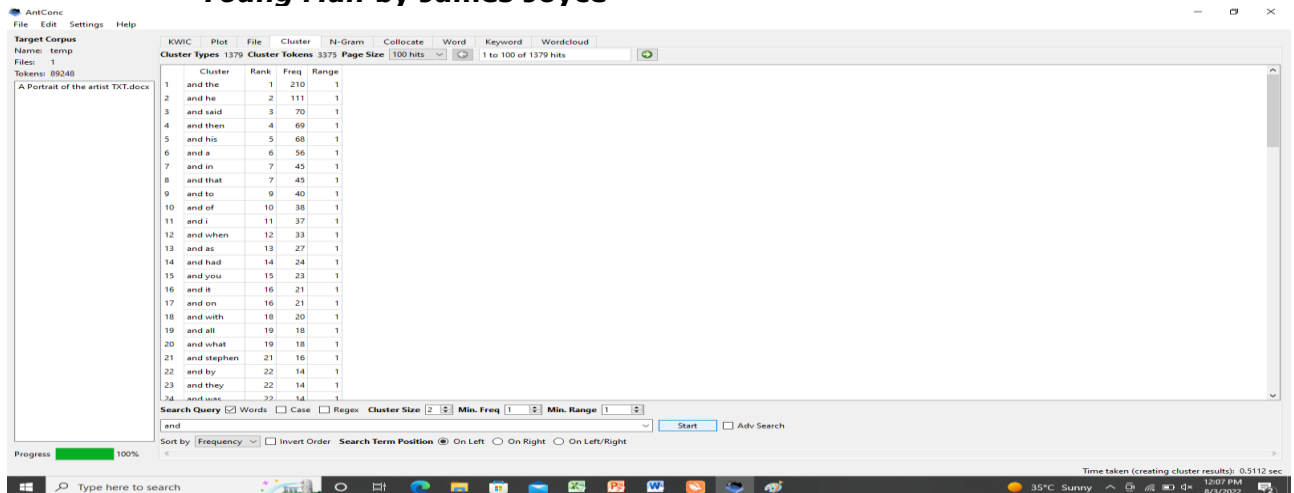 Young Man by James Joyce
AntConc
File Edit Settings Help
Target Corpus
Name: temp
Files: 1
Tokens: 89248
A Portrait of the artist TXT.docx
KWIC Plot File Cluster N-Gram Collocate Word Keyword Wordcloud
Cluster Types 1379 Cluster Tokens 3375 Page Size 100 hits 1 to 100 of 1379 hits
Cluster Rank Freq Range
1 and the 1 210 1
2 and he 2 111 1
3 and said 3 70 1
4 and then 4 69 1
5 and his 5 68 1
6 and a 6 56 1
7 and in 7 45 1
8 and that 7 45 1
9 and to 9 40 1
10 and of 10 38 1
11 and i 11 37 1
12 and when 12 33 1
13 and as 13 27 1
14 and had 14 24 1
15 and you 15 23 1
16 and it 16 21 1
17 and on 16 21 1
18 and with 18 20 1
19 and all 19 18 1
20 and what 19 18 1
21 and stephen 21 16 1
22 and by 22 14 1
23 and they 22 14 1
24 and was 22 14 1
Search Query Words Case Regex Cluster Size 2 Min. Freq 1 Min. Range 1
and Start Adv Search
Sort by Frequency Invert Order Search Term Position On Left On Right On Left/Right
Progress 100%
Time taken (creating cluster results): 0.5112 sec
Type here to search
35°C Sunny
12:07 PM
8/3/2022